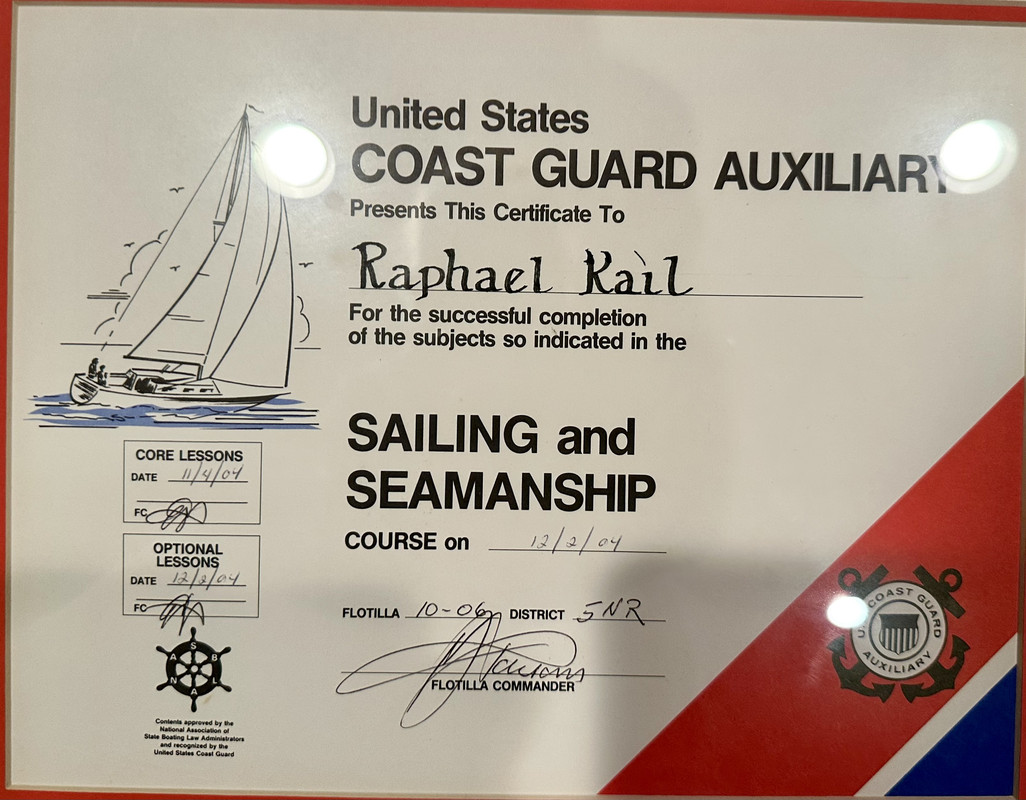 United States
COAST GUARD AUXILIARY
Presents This Certificate To
Raphael Kail
For the successful completion
of the subjects so indicated in the
SAILING and
SEAMANSHIP
COURSE on 12/2/04
FLOTILLA 10-06 DISTRICT 5NR
FLOTILLA COMMANDER
CORE LESSONS
DATE 11/4/04
FC
OPTIONAL
LESSONS
DATE 12/2/04
FC
NASBLA
Contents approved by the
National Association of
State Boating Law Administrators
and recognized by the
United States Coast Guard
U.S. COAST GUARD
AUXILIARY